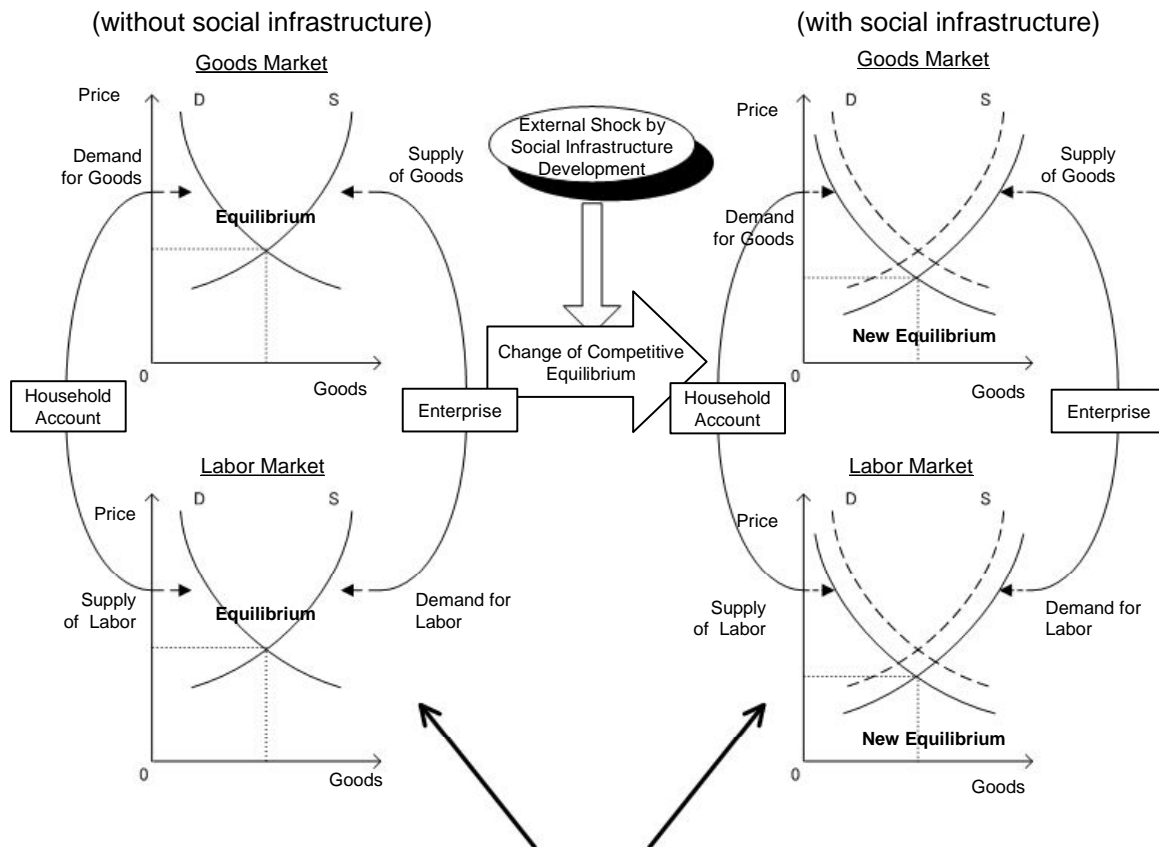 (without social infrastructure)
(with social infrastructure)
Goods Market
Price
D
S
Demand
for Goods
Supply
of Goods
Equilibrium
0
Goods
External Shock by
Social Infrastructure
Development
Change of Competitive
Equilibrium
Household
Account
Enterprise
Goods Market
Price
D
S
Supply
of Goods
Demand
for Goods
New Equilibrium
0
Goods
Household
Account
Enterprise
Labor Market
Price
D
S
Supply
of Labor
Equilibrium
Demand for
Labor
0
Goods
Labor Market
Price
D
S
Supply
of Labor
Demand for
Labor
New Equilibrium
0
Goods